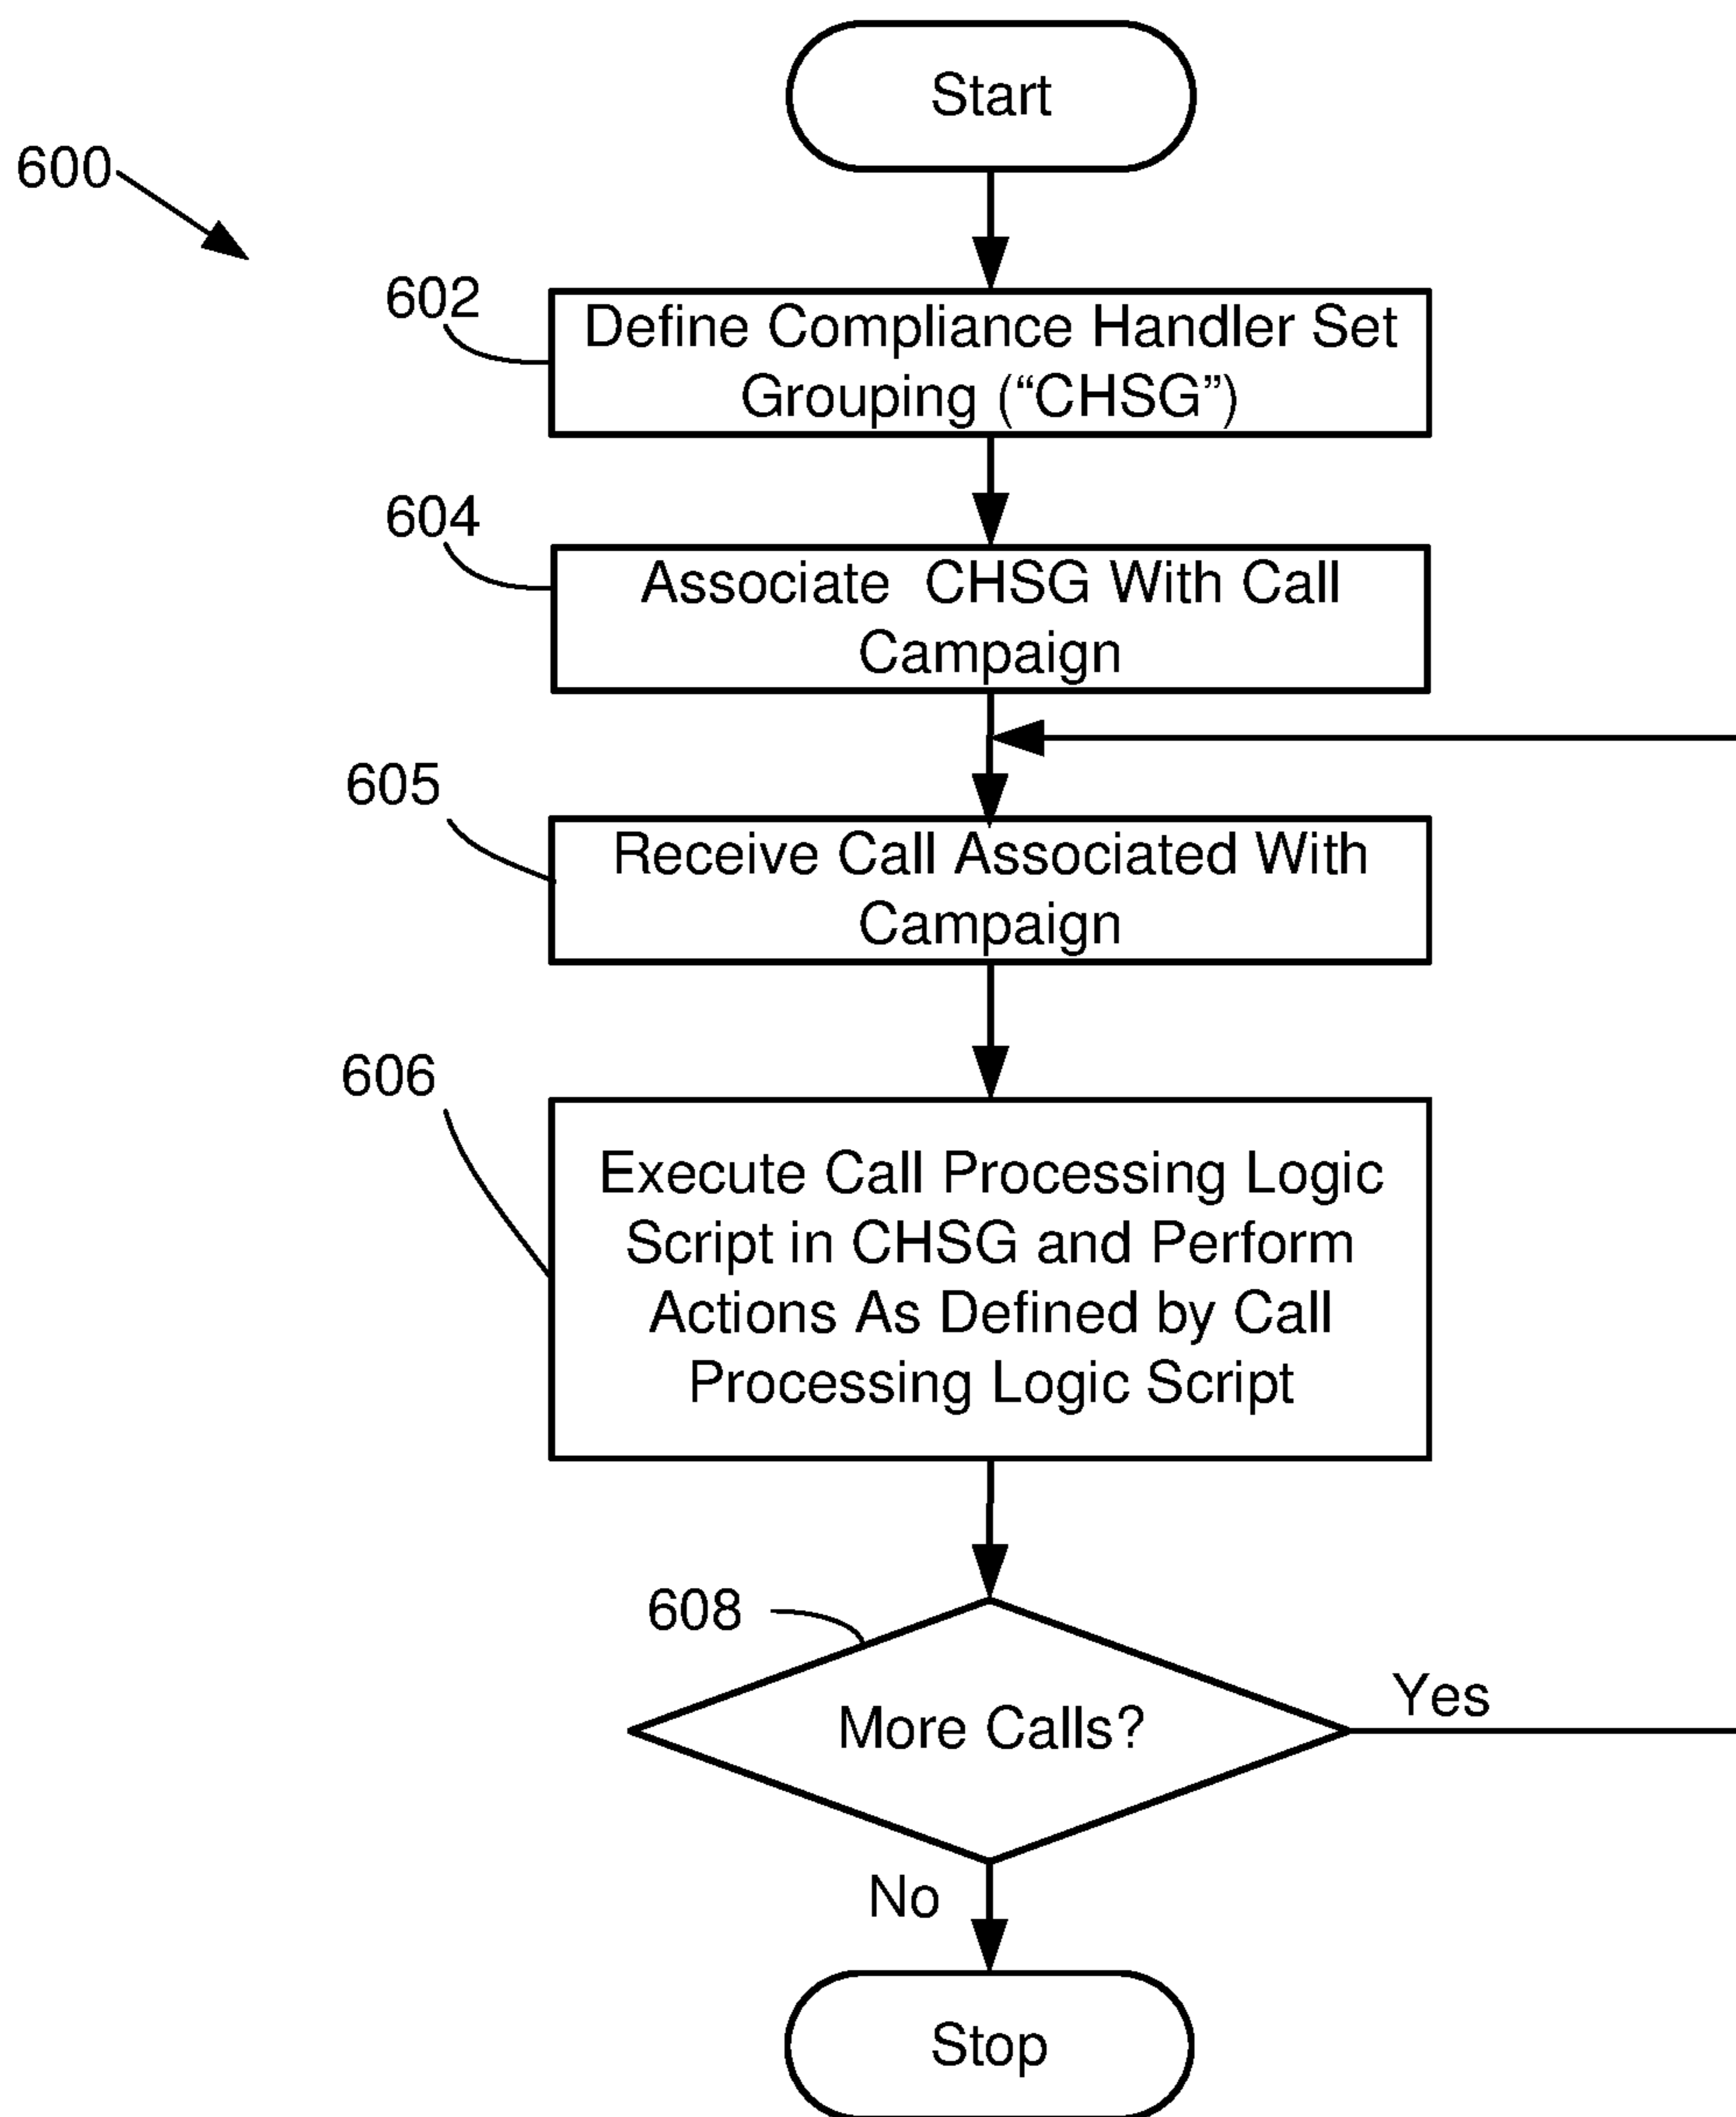 Start
600
602
Define Compliance Handler Set
Grouping (“CHSG”)
604
Associate CHSG With Call
Campaign
605
Receive Call Associated With
Campaign
606
Execute Call Processing Logic
Script in CHSG and Perform
Actions As Defined by Call
Processing Logic Script
608
More Calls?
Yes
No
Stop